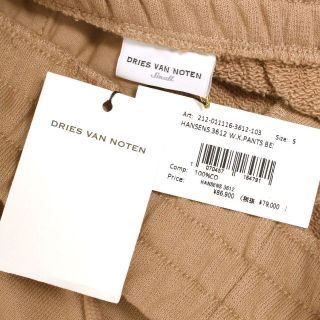 DRIES VAN NOTEN
Small
DRIES VAN NOTEN
Art: 212-011116-3612-103
Size: S
HANSENS 3612 W.K.PANTS BE
Comp: 100%CO
Price:
HANSENS 3612
¥86,900 (税抜 ¥79,000)